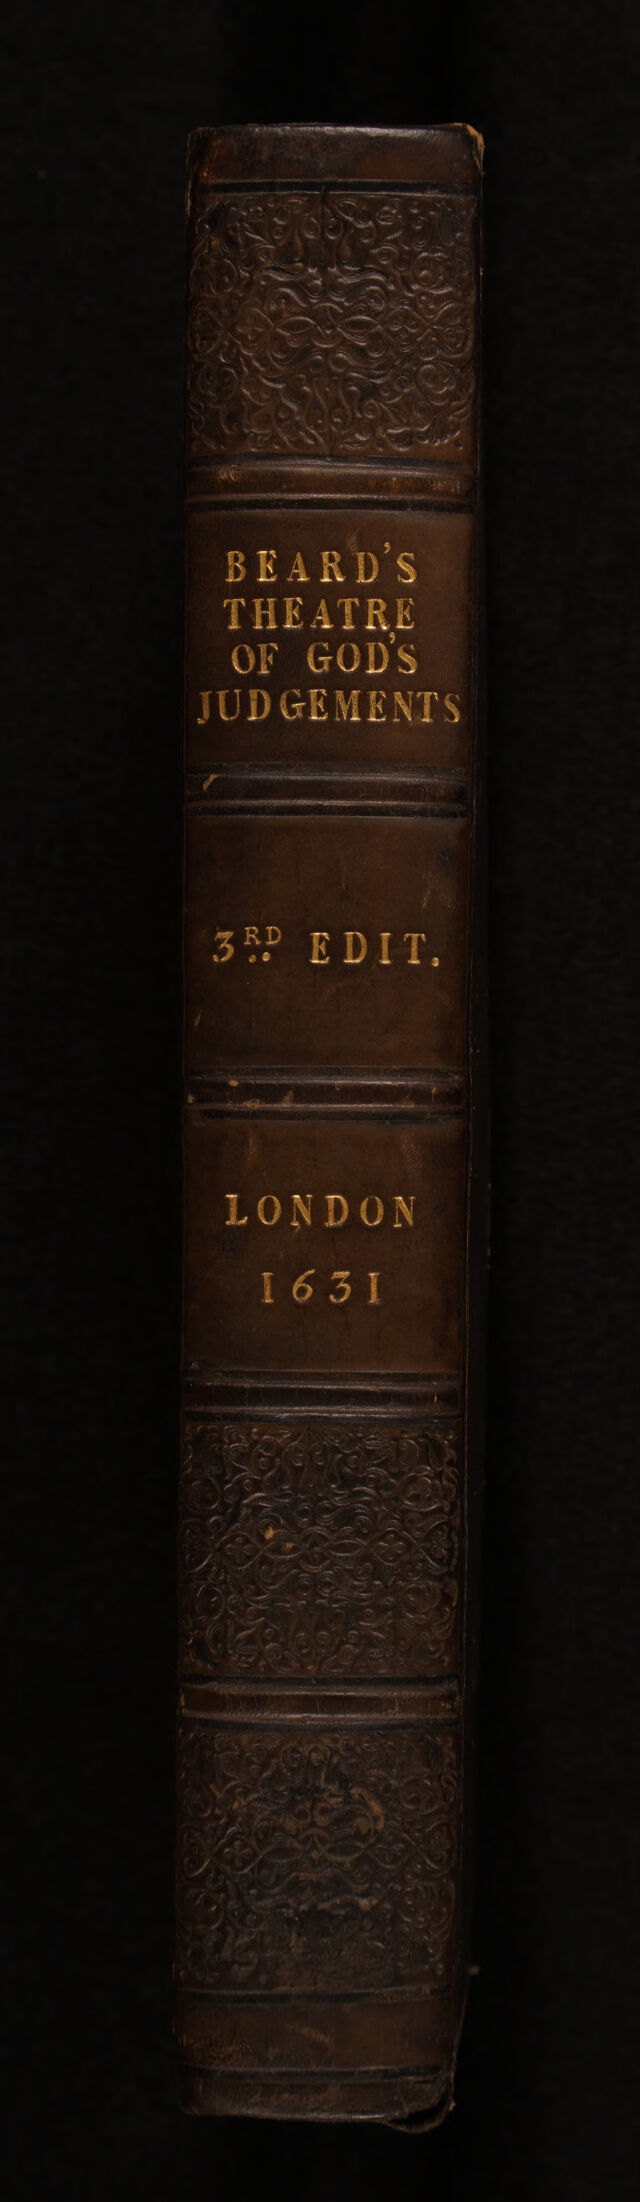 BEARD'S
THEATRE
OF GOD'S
JUDGEMENTS
3RD EDIT.
LONDON
1631